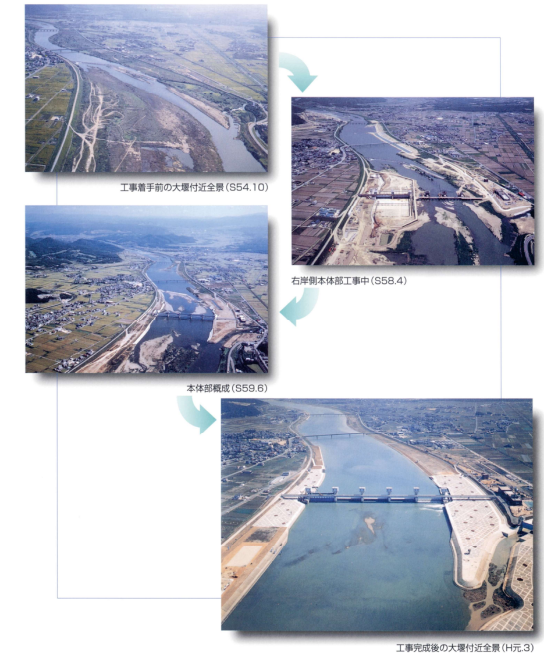 工事着手前の大堰付近全景(S54.10)
右岸側本体部工事中(S58.4)
本体部概成(S59.6)
工事完成後の大堰付近全景(H元.3)